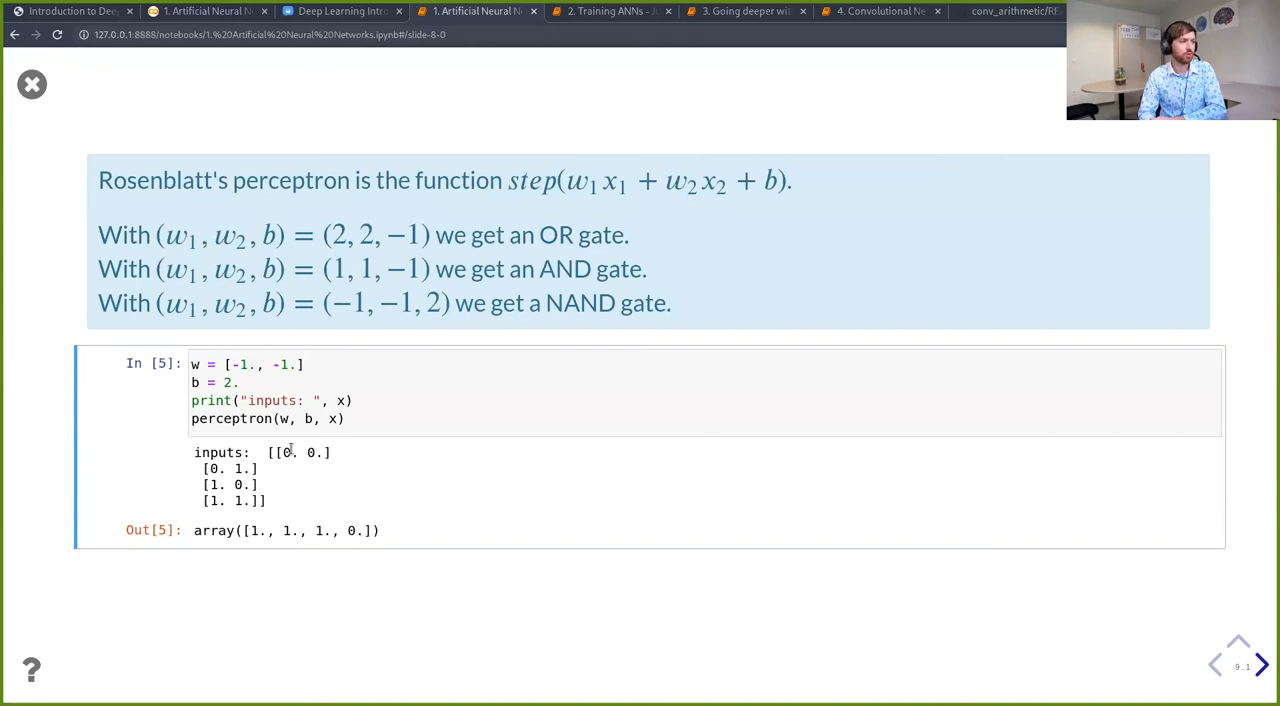 Introduction to Dee
1. Artificial Neural N
Deep Learning Intro
1. Artificial Neural N
2. Training ANNs - J
3. Going deeper wit
4. Convolutional Ne
conv_arithmetic/RE
127.0.0.1:8888/notebooks/1.%20Artificial%20Neural%20Networks.ipynb#/slide-8-0
Rosenblatt's perceptron is the function step(w₁x₁ + w₂x₂ + b).
With (w₁, w₂, b) = (2, 2, −1) we get an OR gate.
With (w₁, w₂, b) = (1, 1, −1) we get an AND gate.
With (w₁, w₂, b) = (−1, −1, 2) we get a NAND gate.
In [5]: w = [-1., -1.]
b = 2.
print("inputs: ", x)
perceptron(w, b, x)
inputs:  [[0. 0.]
[0. 1.]
[1. 0.]
[1. 1.]]
Out[5]: array([1., 1., 1., 0.])
?
9.1